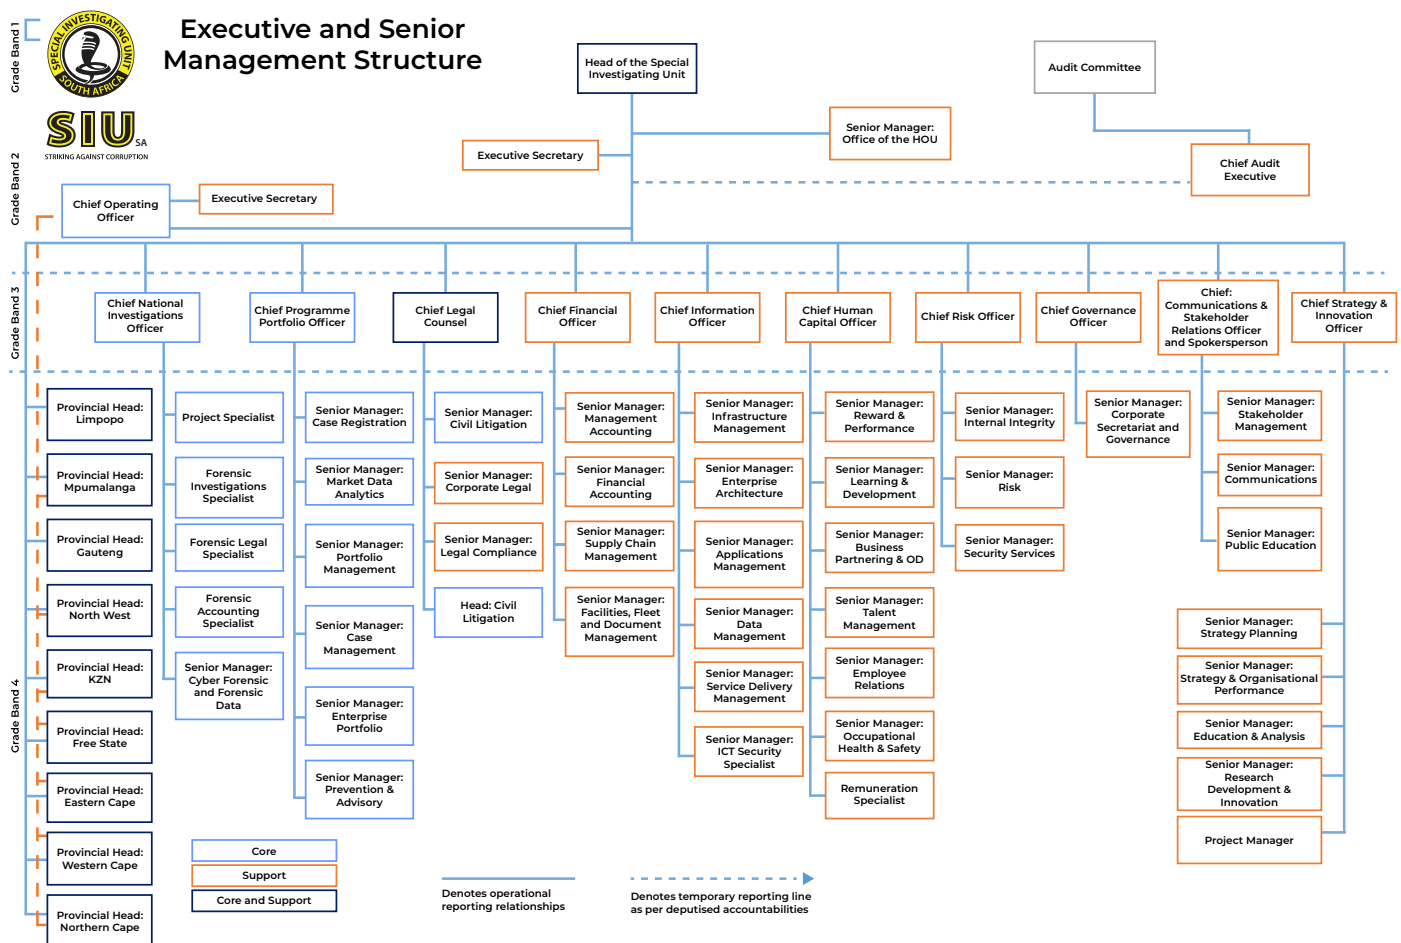 Executive and Senior
Management Structure
Grade Band 1
SPECIAL INVESTIGATING UNIT
SOUTH AFRICA
SIU SA
STRIKING AGAINST CORRUPTION
Head of the Special
Investigating Unit
Audit Committee
Senior Manager:
Office of the HOU
Executive Secretary
Chief Audit
Executive
Grade Band 2
Chief Operating
Officer
Executive Secretary
Grade Band 3
Chief National
Investigations
Officer
Chief Programme
Portfolio Officer
Chief Legal
Counsel
Chief Financial
Officer
Chief Information
Officer
Chief Human
Capital Officer
Chief Risk Officer
Chief Governance
Officer
Chief:
Communications &
Stakeholder
Relations Officer
and Spokersperson
Chief Strategy &
Innovation
Officer
Grade Band 4
Provincial Head:
Limpopo
Provincial Head:
Mpumalanga
Provincial Head:
Gauteng
Provincial Head:
North West
Provincial Head:
KZN
Provincial Head:
Free State
Provincial Head:
Eastern Cape
Provincial Head:
Western Cape
Provincial Head:
Northern Cape
Project Specialist
Forensic
Investigations
Specialist
Forensic Legal
Specialist
Forensic
Accounting
Specialist
Senior Manager:
Cyber Forensic
and Forensic
Data
Senior Manager:
Case Registration
Senior Manager:
Market Data
Analytics
Senior Manager:
Portfolio
Management
Senior Manager:
Case
Management
Senior Manager:
Enterprise
Portfolio
Senior Manager:
Prevention &
Advisory
Senior Manager:
Civil Litigation
Senior Manager:
Corporate Legal
Senior Manager:
Legal Compliance
Head: Civil
Litigation
Senior Manager:
Management
Accounting
Senior Manager:
Financial
Accounting
Senior Manager:
Supply Chain
Management
Senior Manager:
Facilities, Fleet
and Document
Management
Senior Manager:
Infrastructure
Management
Senior Manager:
Enterprise
Architecture
Senior Manager:
Applications
Management
Senior Manager:
Data
Management
Senior Manager:
Service Delivery
Management
Senior Manager:
ICT Security
Specialist
Senior Manager:
Reward &
Performance
Senior Manager:
Learning &
Development
Senior Manager:
Business
Partnering & OD
Senior Manager:
Talent
Management
Senior Manager:
Employee
Relations
Senior Manager:
Occupational
Health & Safety
Remuneration
Specialist
Senior Manager:
Internal Integrity
Senior Manager:
Risk
Senior Manager:
Security Services
Senior Manager:
Corporate
Secretariat and
Governance
Senior Manager:
Stakeholder
Management
Senior Manager:
Communications
Senior Manager:
Public Education
Senior Manager:
Strategy Planning
Senior Manager:
Strategy & Organisational
Performance
Senior Manager:
Education & Analysis
Senior Manager:
Research
Development &
Innovation
Project Manager
Core
Support
Core and Support
Denotes operational
reporting relationships
Denotes temporary reporting line
as per deputised accountabilities